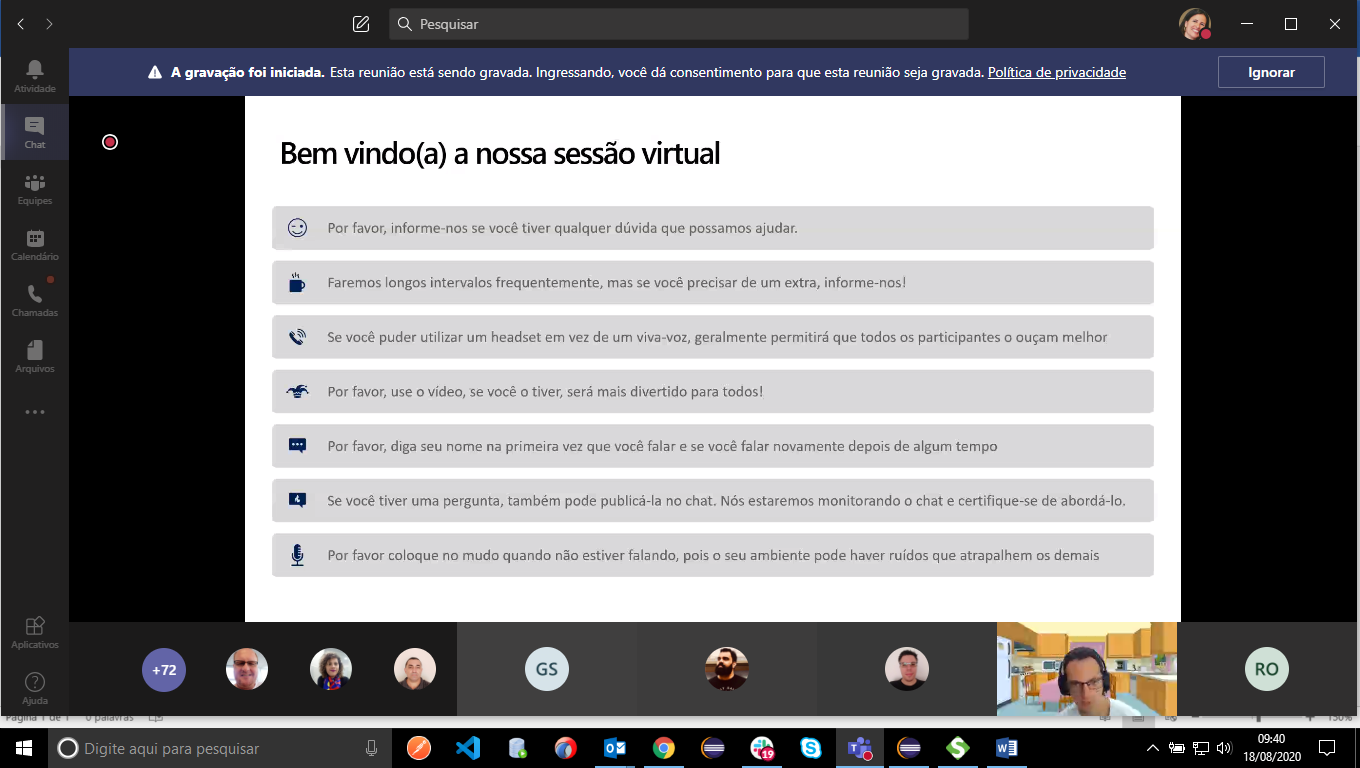 Pesquisar
A gravação foi iniciada. Esta reunião está sendo gravada. Ingressando, você dá consentimento para que esta reunião seja gravada. Política de privacidade
Ignorar
Atividade
Chat
Equipes
Calendário
Chamadas
Arquivos
Aplicativos
Ajuda
Bem vindo(a) a nossa sessão virtual
Por favor, informe-nos se você tiver qualquer dúvida que possamos ajudar.
Faremos longos intervalos frequentemente, mas se você precisar de um extra, informe-nos!
Se você puder utilizar um headset em vez de um viva-voz, geralmente permitirá que todos os participantes o ouçam melhor
Por favor, use o vídeo, se você o tiver, será mais divertido para todos!
Por favor, diga seu nome na primeira vez que você falar e se você falar novamente depois de algum tempo
Se você tiver uma pergunta, também pode publicá-la no chat. Nós estaremos monitorando o chat e certifique-se de abordá-lo.
Por favor coloque no mudo quando não estiver falando, pois o seu ambiente pode haver ruídos que atrapalhem os demais
+72
GS
RO
Página 1 de 1 0 palavras
150%
Digite aqui para pesquisar
19
09:40
18/08/2020